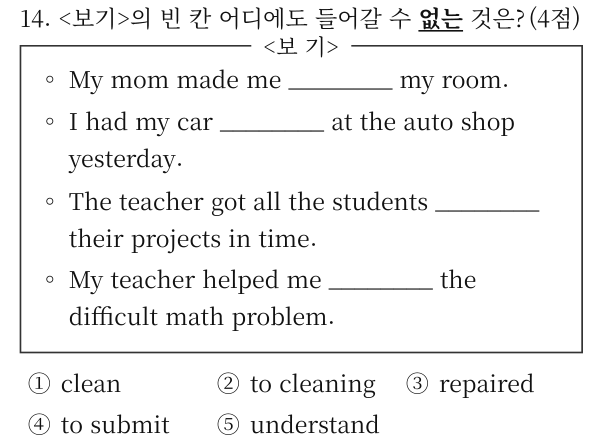 14. <보기>의 빈 칸 어디에도 들어갈 수 없는 것은? (4점)
<보 기>
◦ My mom made me ________ my room.
◦ I had my car ________ at the auto shop
yesterday.
◦ The teacher got all the students ________
their projects in time.
◦ My teacher helped me ________ the
difficult math problem.
① clean ② to cleaning ③ repaired
④ to submit ⑤ understand